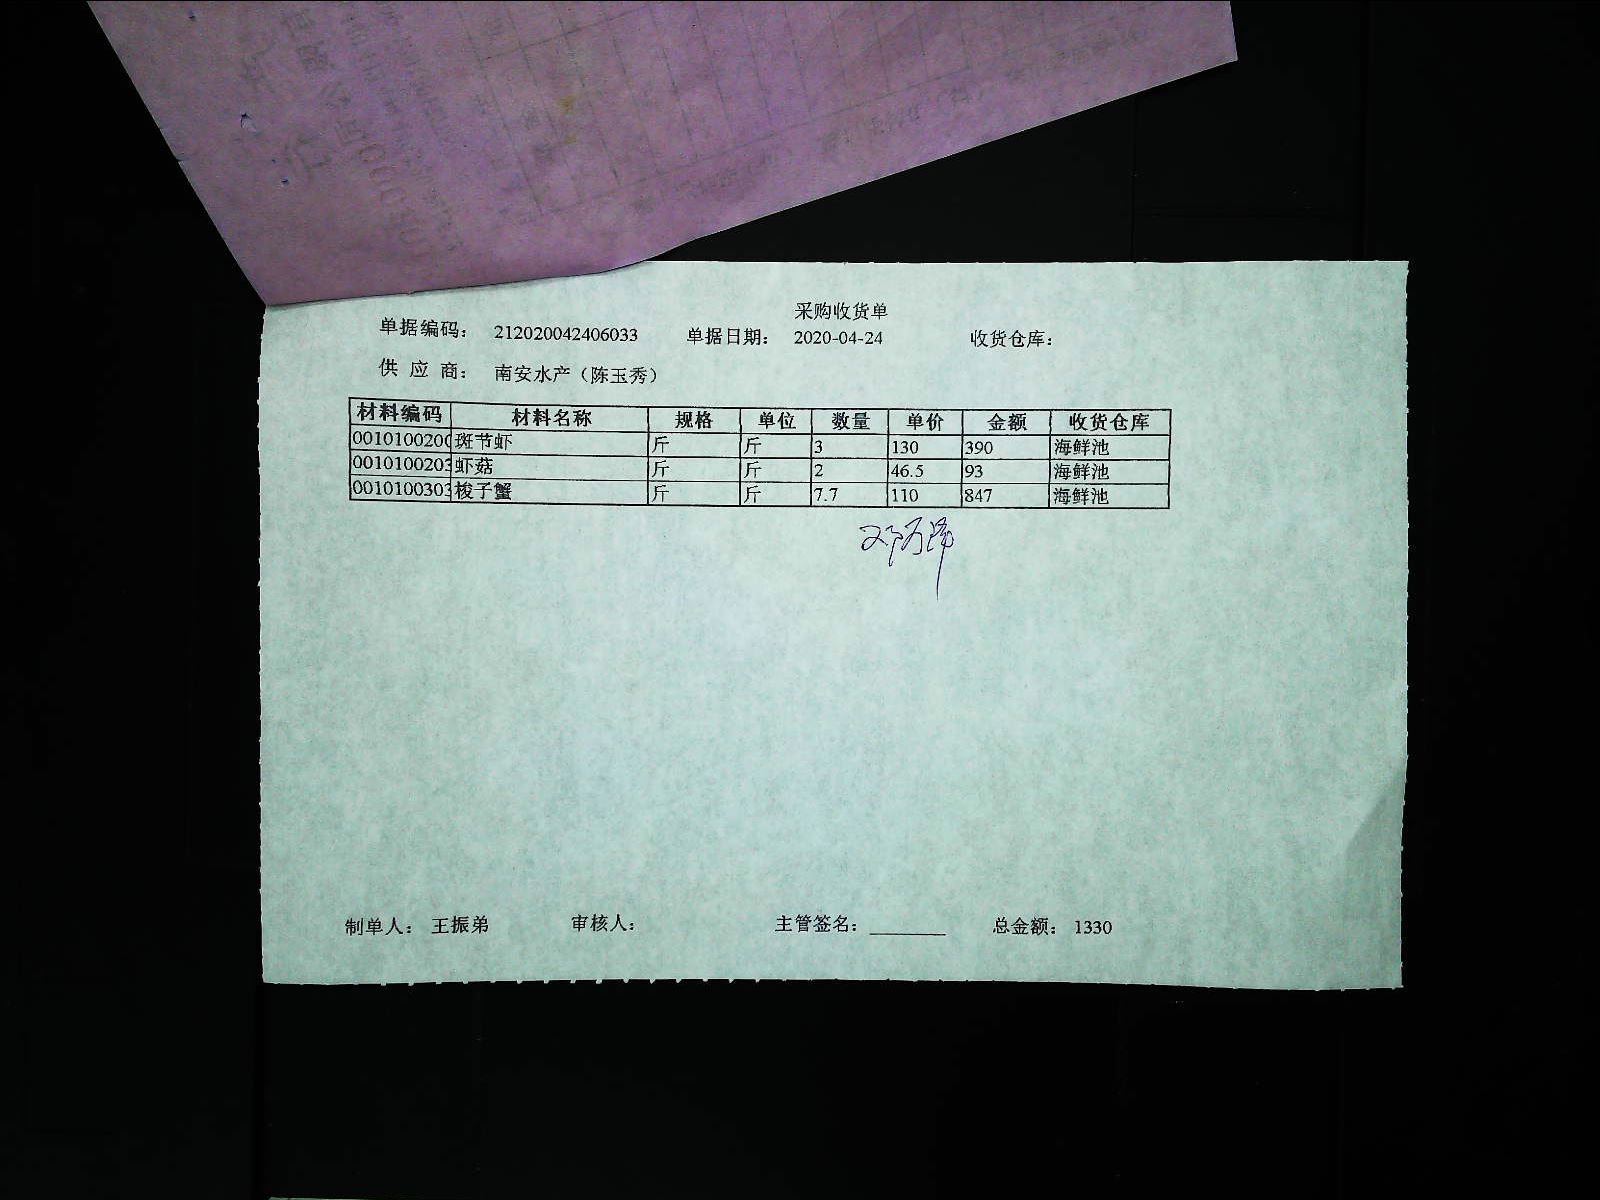 采购收货单
单据编码： 212020042406033 单据日期： 2020-04-24 收货仓库：
供 应 商： 南安水产（陈玉秀）
材料编码 材料名称 规格 单位 数量 单价 金额 收货仓库
0010100200 斑节虾 斤 斤 3 130 390 海鲜池
0010100203 虾菇 斤 斤 2 46.5 93 海鲜池
0010100303 梭子蟹 斤 斤 7.7 110 847 海鲜池
制单人： 王振弟 审核人： 主管签名： 总金额： 1330